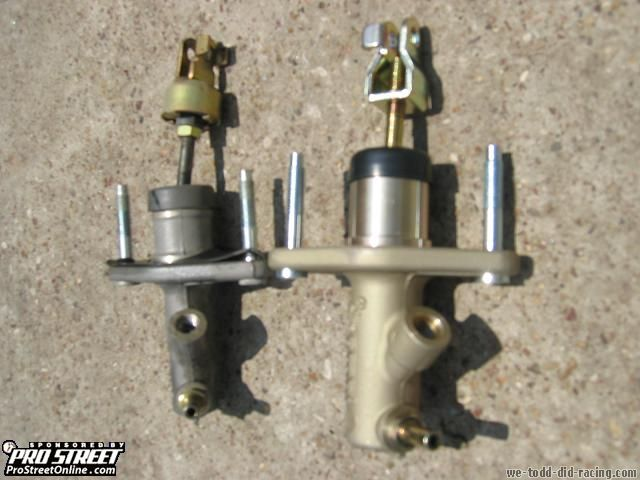 SPONSORED BY
PRO STREET
ProStreetOnline.com
we-todd-did-racing.com